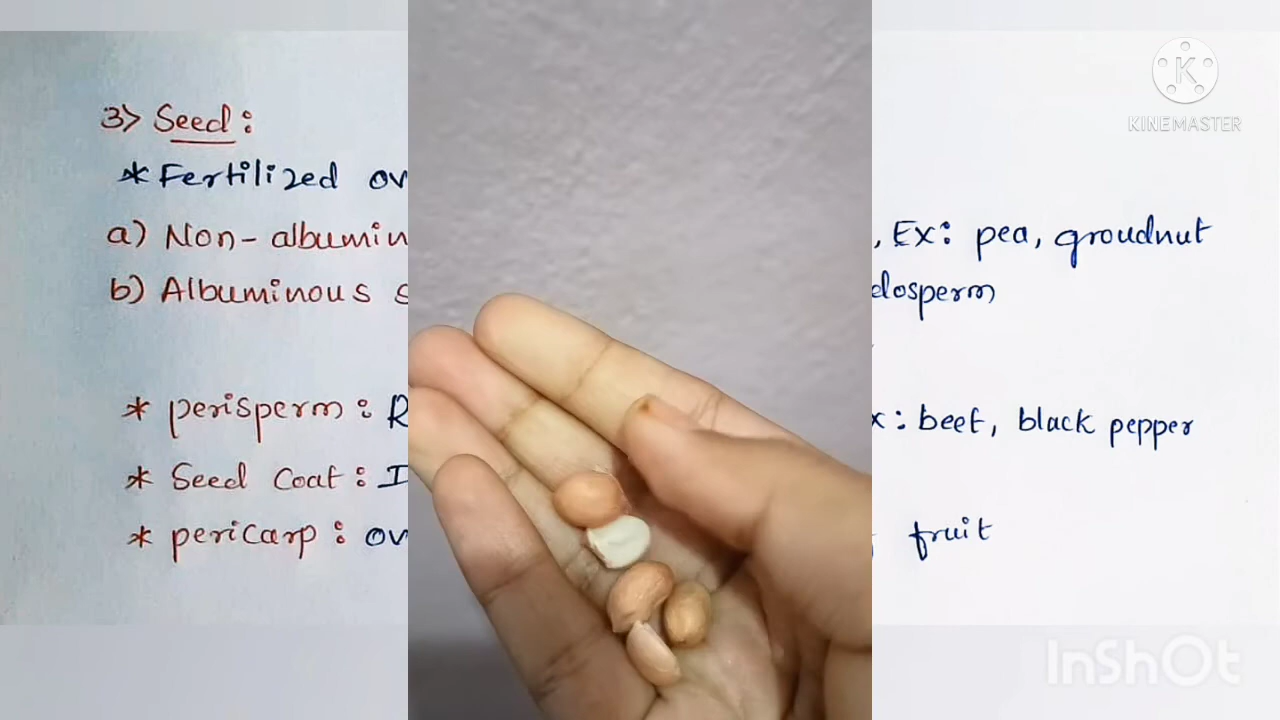 3> Seed:
* Fertilized ov
a) Non-albumin , Ex: pea, groudnut
b) Albuminous s dosperm
* perisperm: R x: beet, black pepper
* Seed Coat: I
* pericarp: ov fruit
K
KINEMASTER
InShOt